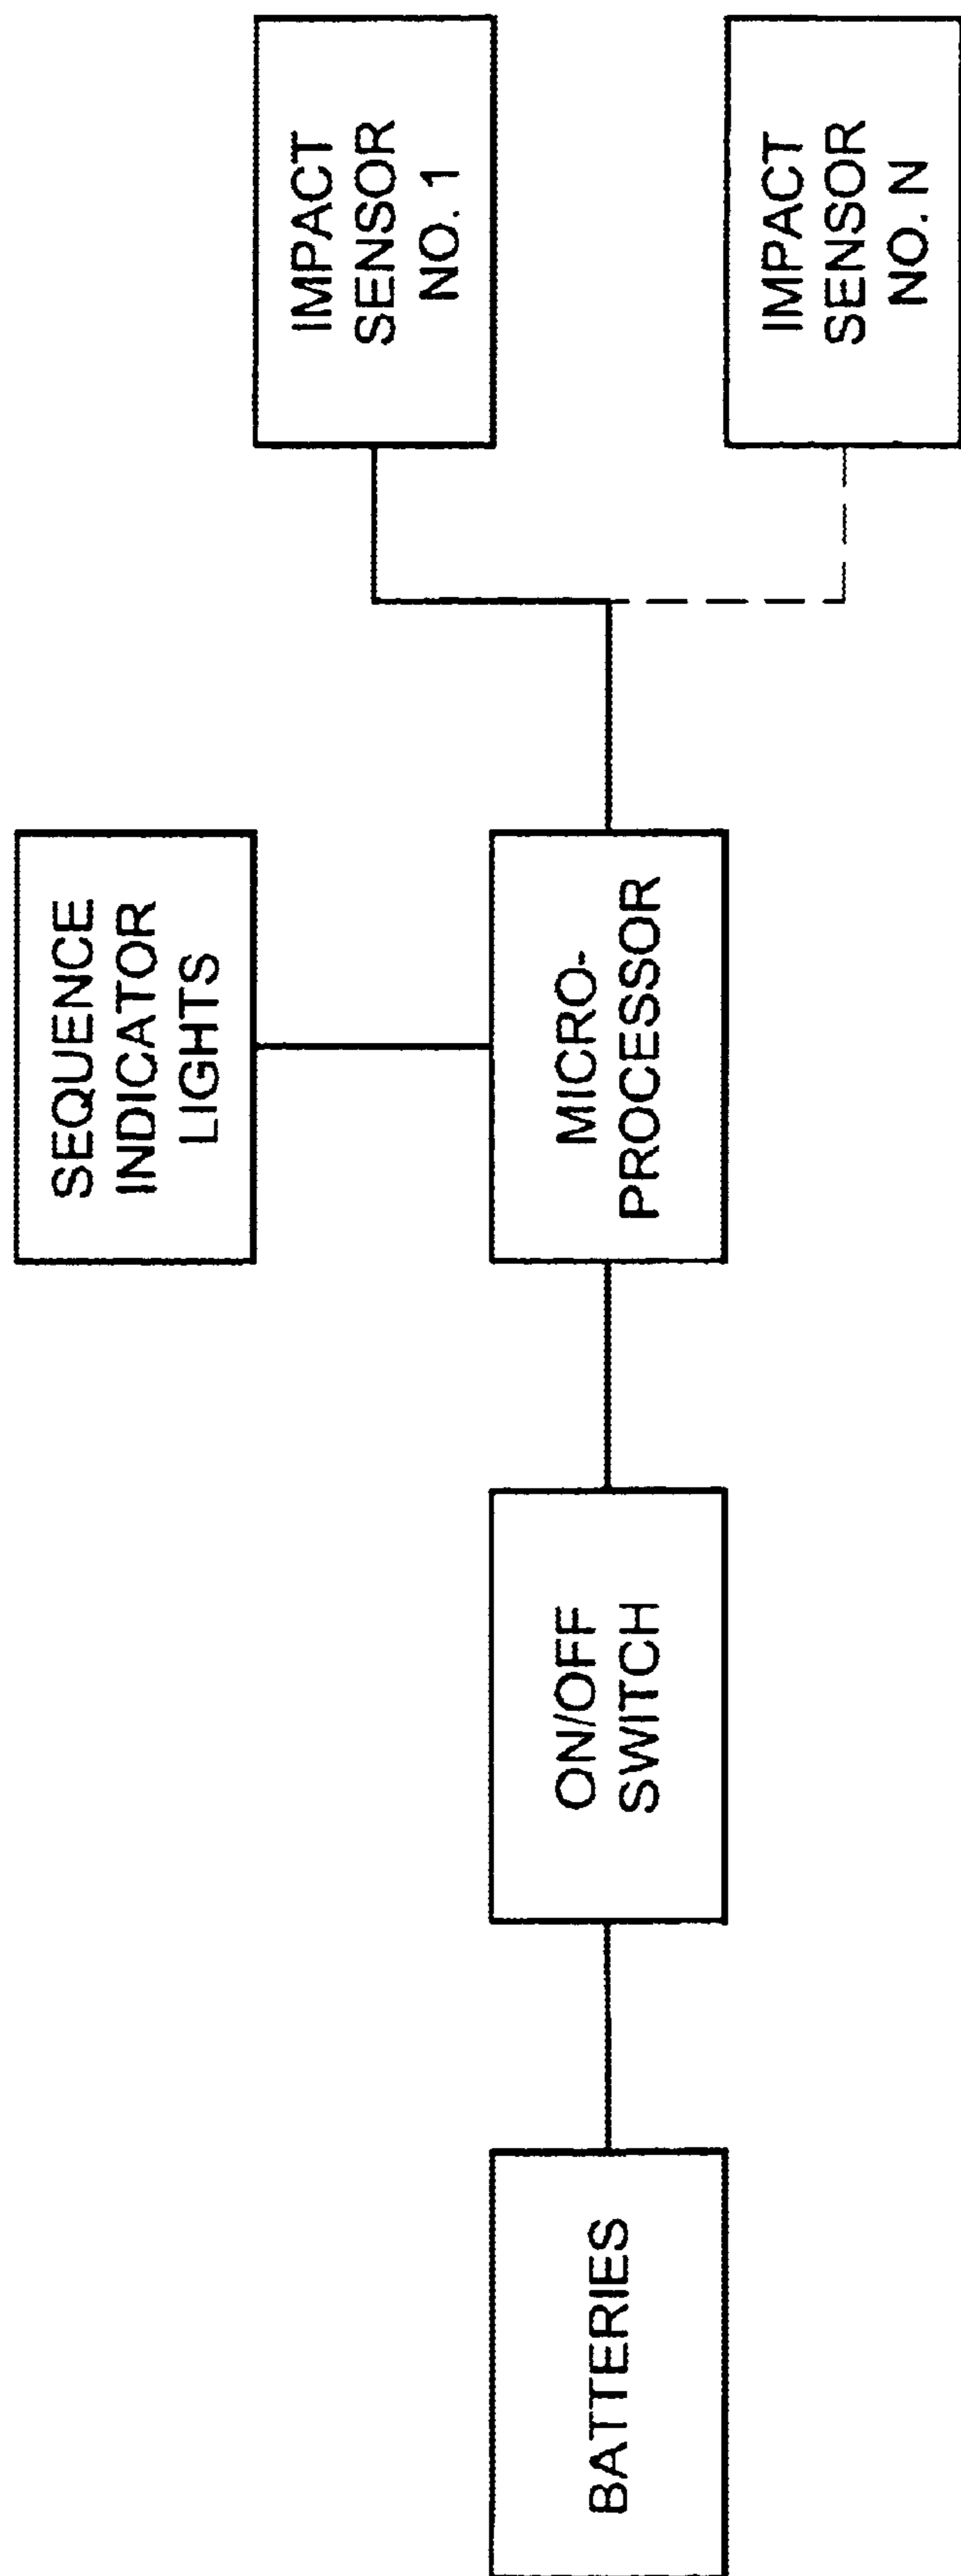 SEQUENCE
INDICATOR
LIGHTS
IMPACT
SENSOR
NO. 1
BATTERIES
ON/OFF
SWITCH
MICRO-
PROCESSOR
IMPACT
SENSOR
NO. N